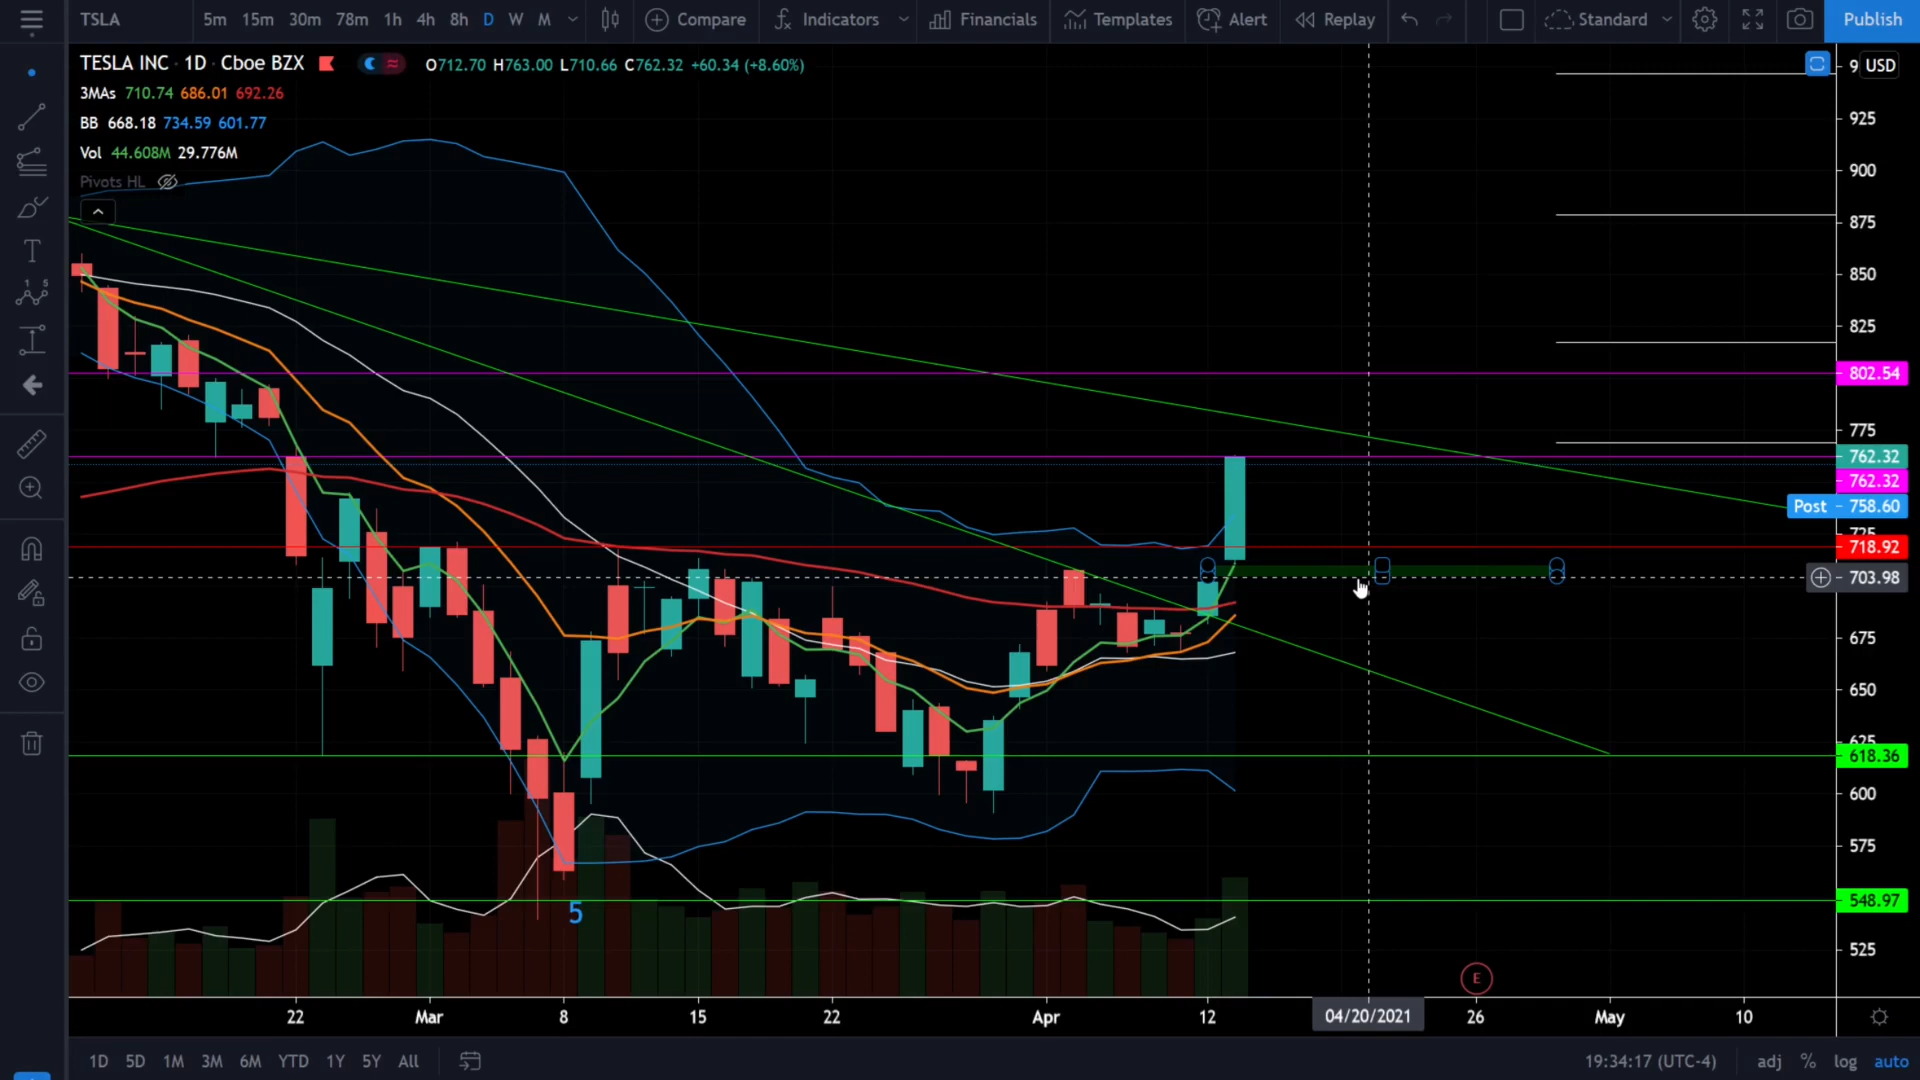 TSLA 5m 15m 30m 78m 1h 4h 8h D W M Compare Indicators Financials Templates Alert Replay Standard Publish
TESLA INC · 1D · Cboe BZX O712.70 H763.00 L710.66 C762.32 +60.34 (+8.60%)
3MAs 710.74 686.01 692.26
BB 668.18 734.59 601.77
Vol 44.608M 29.776M
Pivots HL
USD
925
900
875
850
825
802.54
775
762.32
762.32
Post 758.60
725
718.92
703.98
675
650
625
618.36
600
575
548.97
525
1 5
5
E
22 Mar 8 15 22 Apr 12 04/20/2021 26 May 10
1D 5D 1M 3M 6M YTD 1Y 5Y All 19:34:17 (UTC-4) adj % log auto